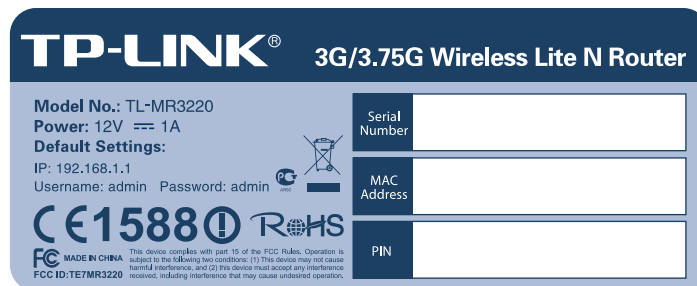 TP-LINK®
3G/3.75G Wireless Lite N Router
Model No.: TL-MR3220
Power: 12V ⎓ 1A
Default Settings:
IP: 192.168.1.1
Username: admin Password: admin
Serial
Number
MAC
Address
PIN
CE1588
RoHS
FC MADE IN CHINA
FCC ID:TE7MR3220
This device complies with part 15 of the FCC Rules. Operation is
subject to the following two conditions: (1) This device may not cause
harmful interference, and (2) this device must accept any interference
received, including interference that may cause undesired operation.